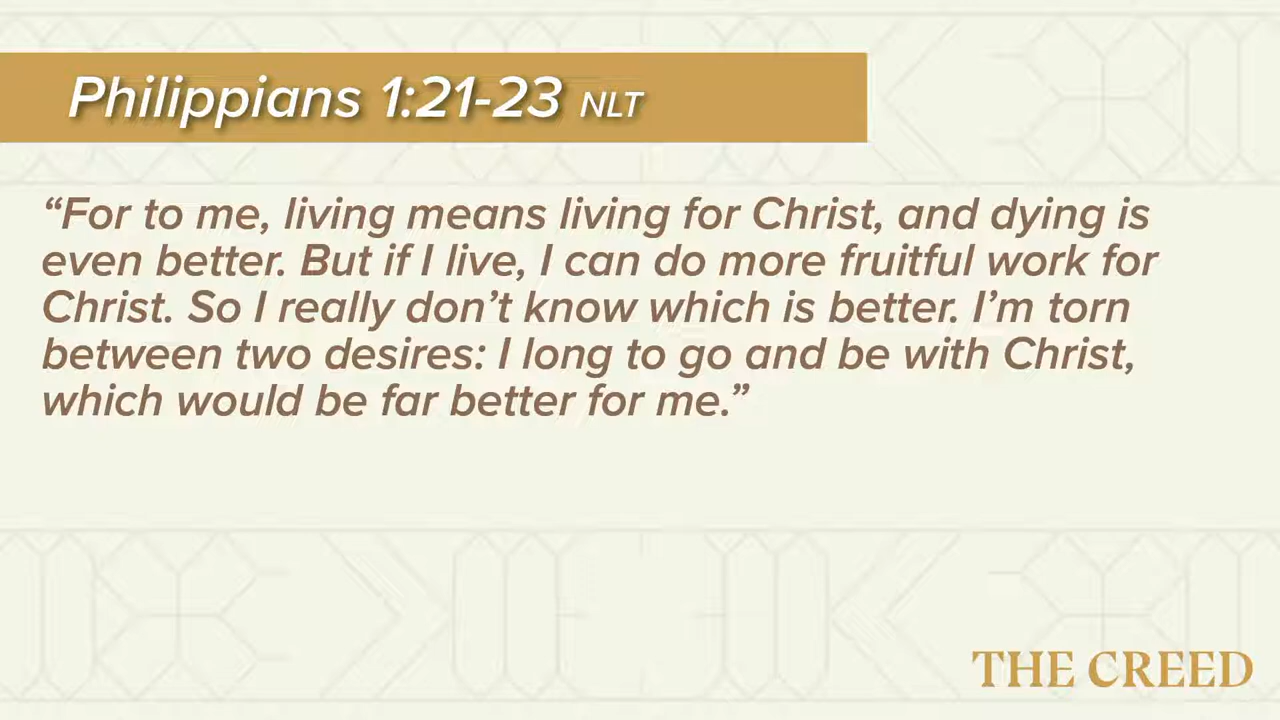 Philippians 1:21-23 NLT
“For to me, living means living for Christ, and dying is
even better. But if I live, I can do more fruitful work for
Christ. So I really don’t know which is better. I’m torn
between two desires: I long to go and be with Christ,
which would be far better for me.”
THE CREED